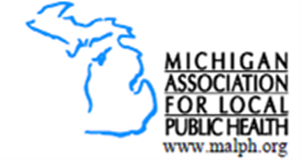 MICHIGAN
ASSOCIATION
FOR LOCAL
PUBLIC HEALTH
www.malph.org